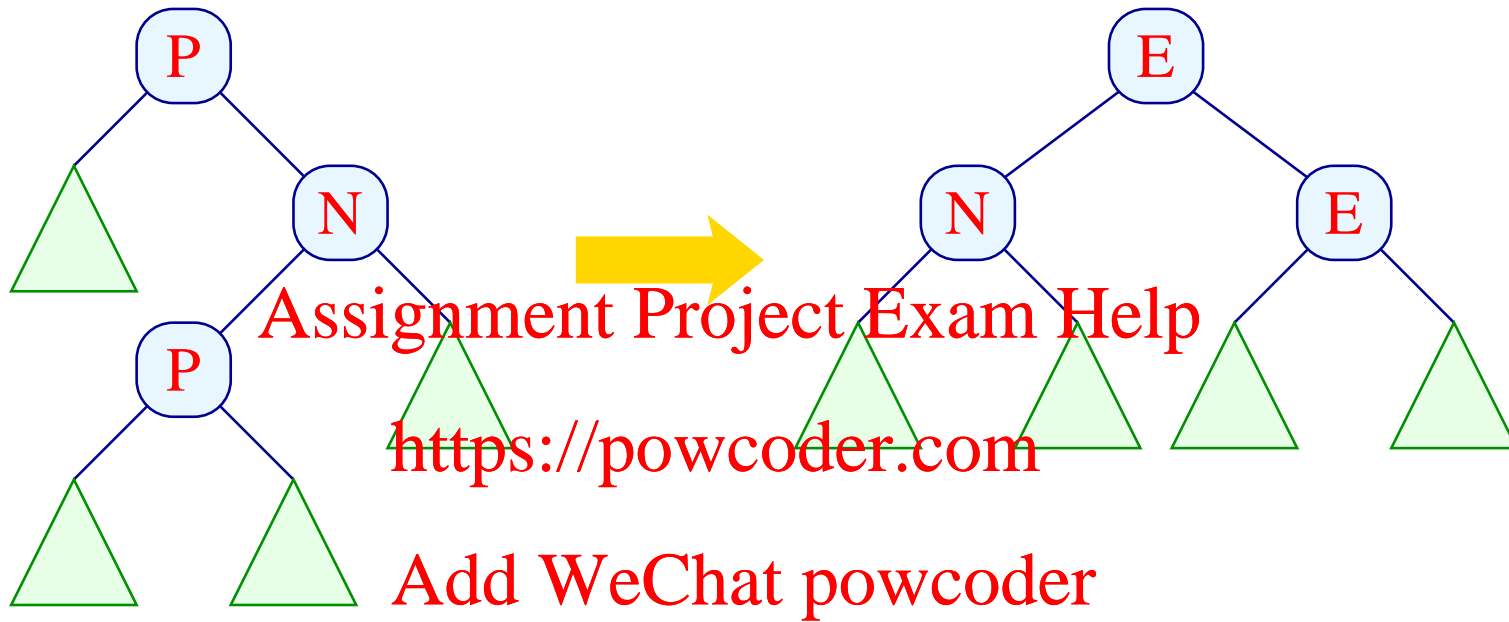 P
E
N
N
E
Assignment Project Exam Help
P
https://powcoder.com
Add WeChat powcoder